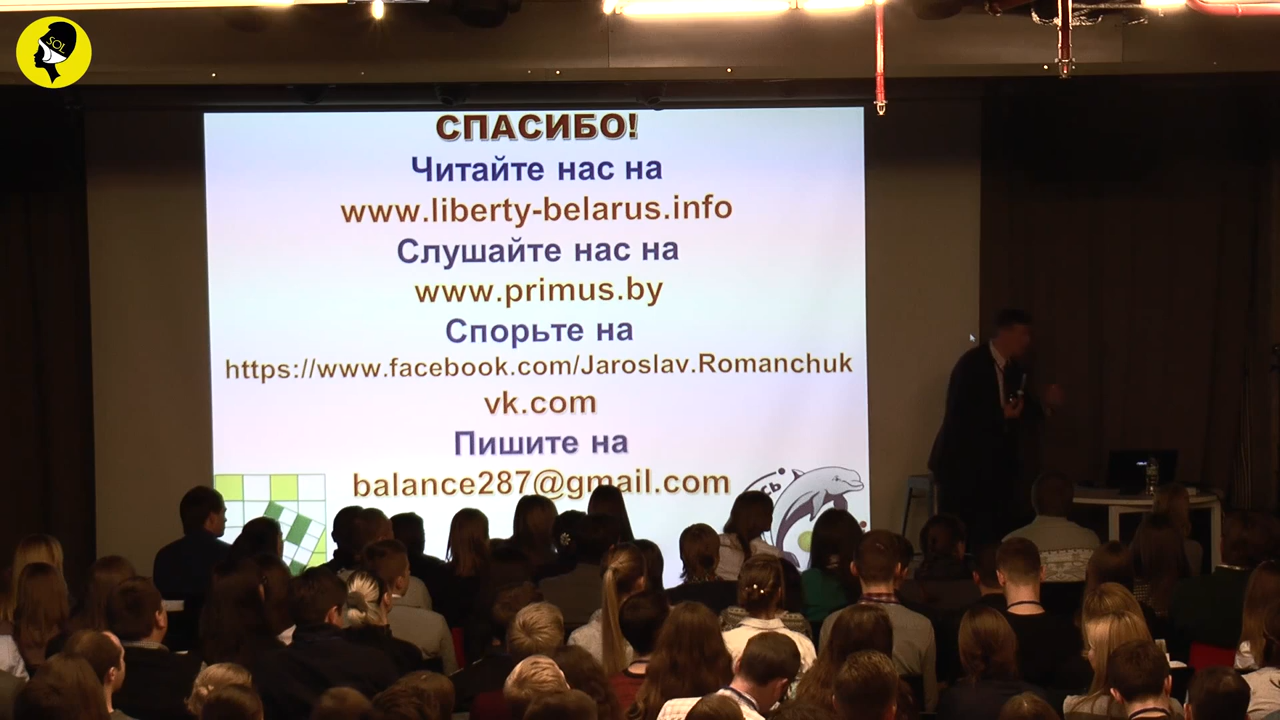 SOL
СПАСИБО!
Читайте нас на
www.liberty-belarus.info
Слушайте нас на
www.primus.by
Спорьте на
https://www.facebook.com/Jaroslav.Romanchuk
vk.com
Пишите на
balance287@gmail.com